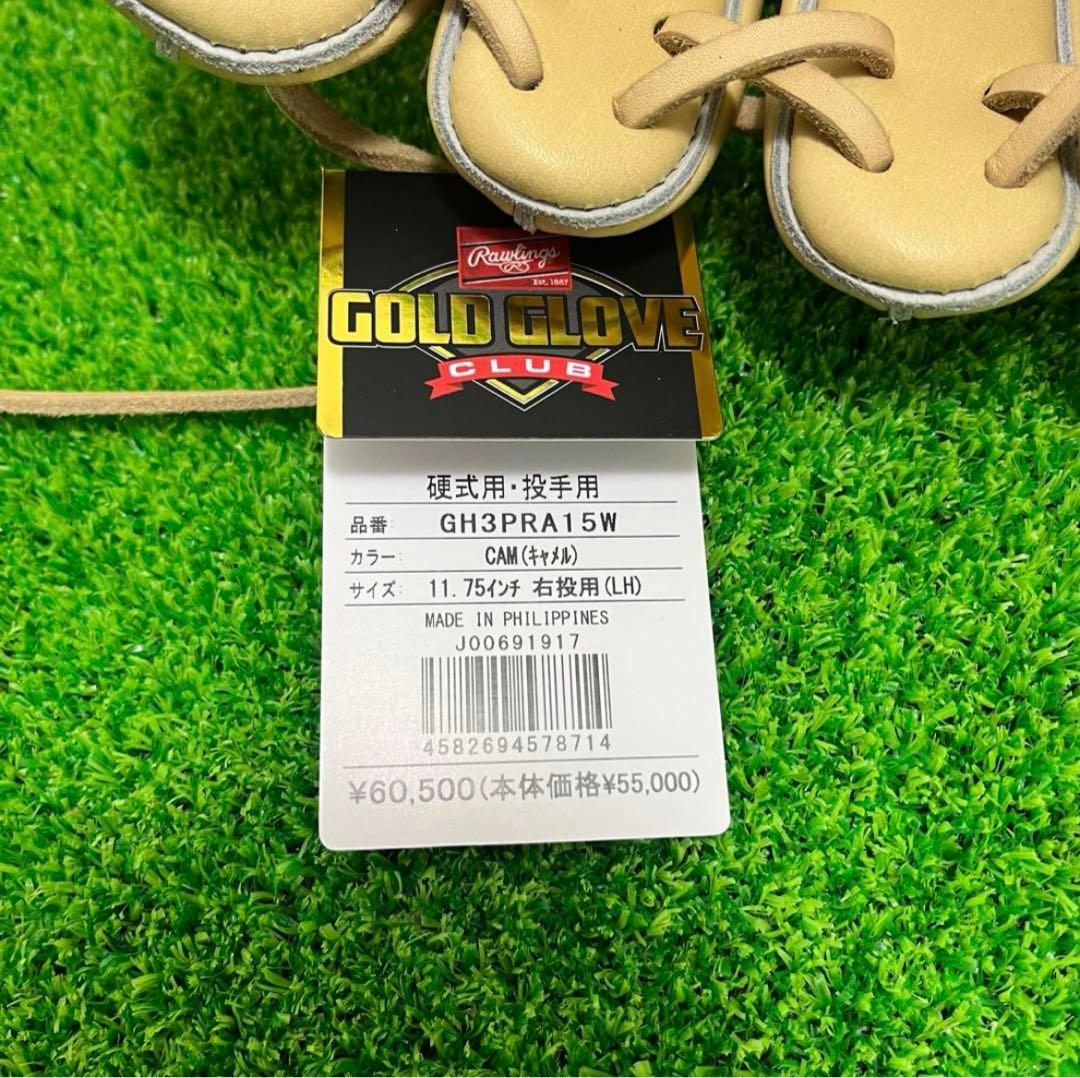 Rawlings
R
Est. 1887
GOLD GLOVE
CLUB
硬式用・投手用
品番: GH3PRA15W
カラー: CAM(ｷｬﾒﾙ)
サイズ: 11.75ｲﾝﾁ 右投用(LH)
MADE IN PHILIPPINES
J00691917
4582694578714
¥60,500(本体価格¥55,000)